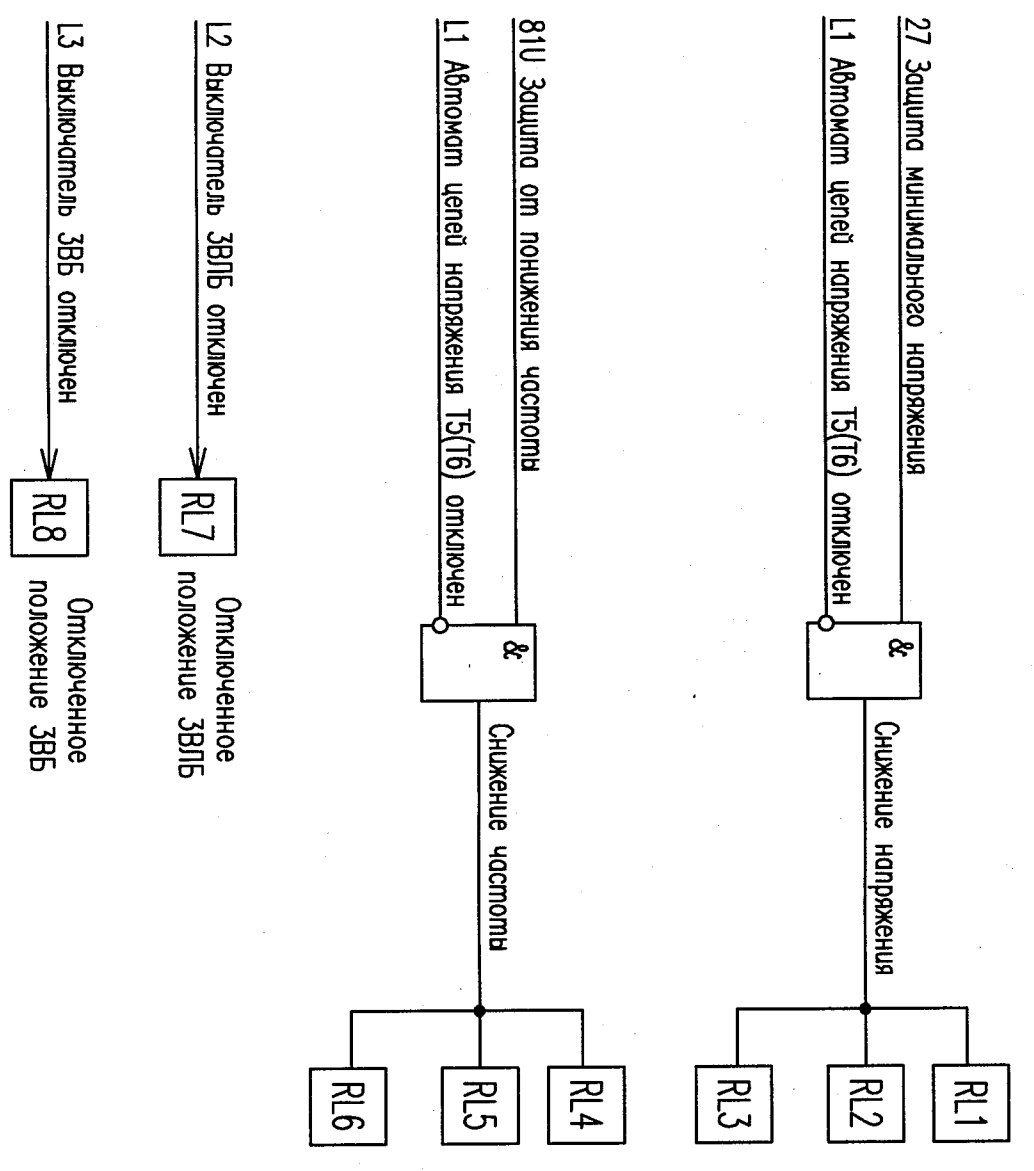 27 Защита минимального напряжения
L1 Автомат цепей напряжения Т5(Т6) отключен
&
Снижение напряжения
RL1
RL2
RL3
81U Защита от понижения частоты
L1 Автомат цепей напряжения Т5(Т6) отключен
&
Снижение частоты
RL4
RL5
RL6
L2 Выключатель 3ВЛБ отключен
RL7
Отключенное
положение 3ВЛБ
L3 Выключатель 3ВБ отключен
RL8
Отключенное
положение 3ВБ